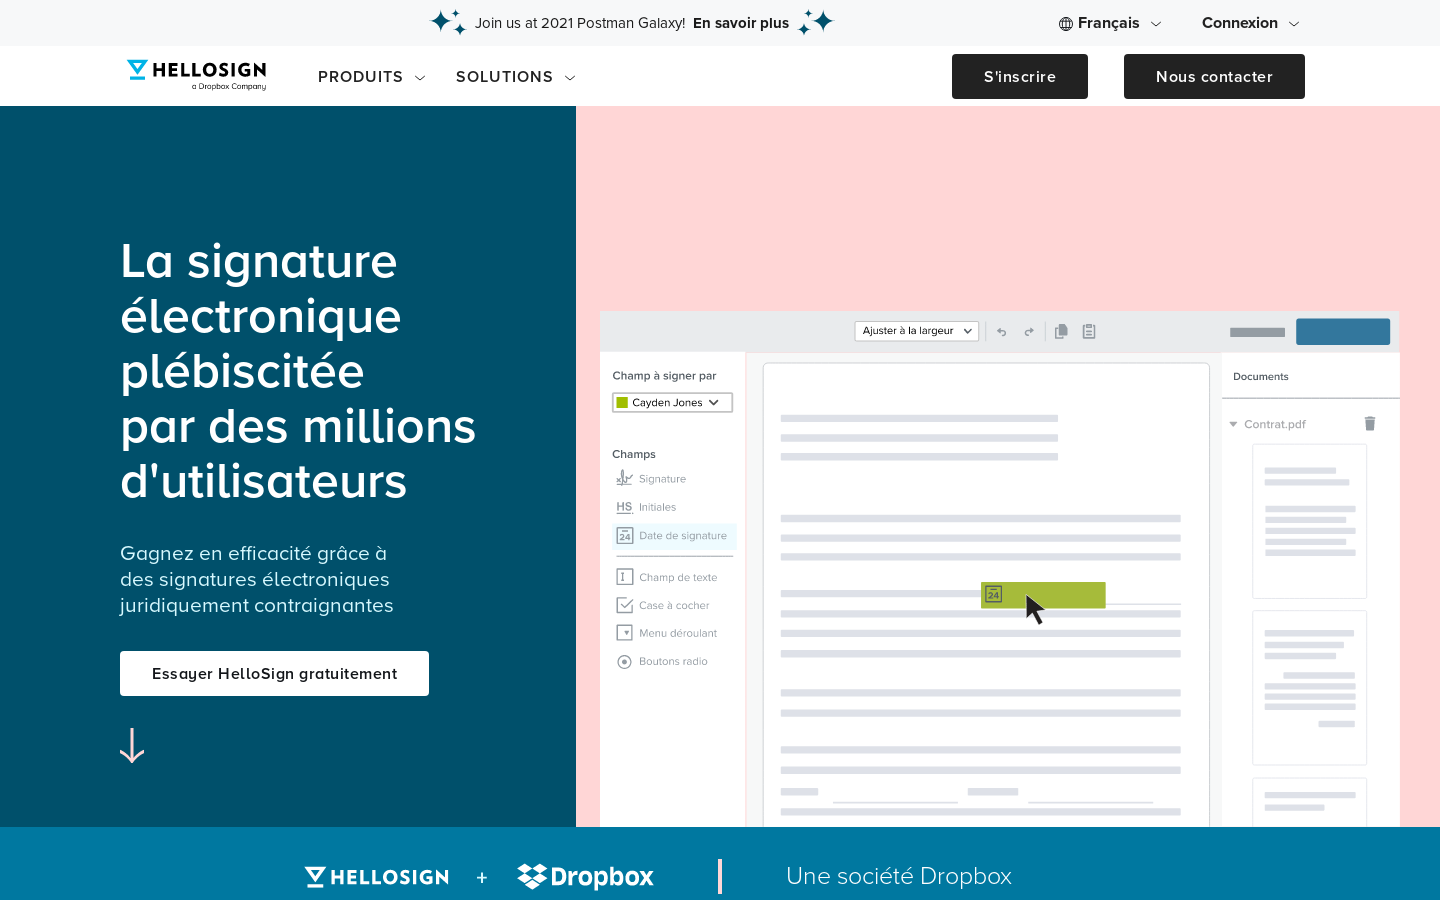 Join us at 2021 Postman Galaxy! En savoir plus
Français
Connexion
HELLOSIGN
a Dropbox Company
PRODUITS
SOLUTIONS
S'inscrire
Nous contacter
La signature
électronique
plébiscitée
par des millions
d'utilisateurs
Gagnez en efficacité grâce à
des signatures électroniques
juridiquement contraignantes
Essayer HelloSign gratuitement
Ajuster à la largeur
Champ à signer par
Cayden Jones
Champs
Signature
HS Initiales
24 Date de signature
Champ de texte
Case à cocher
Menu déroulant
Boutons radio
24
Documents
Contrat.pdf
HELLOSIGN + Dropbox
Une société Dropbox